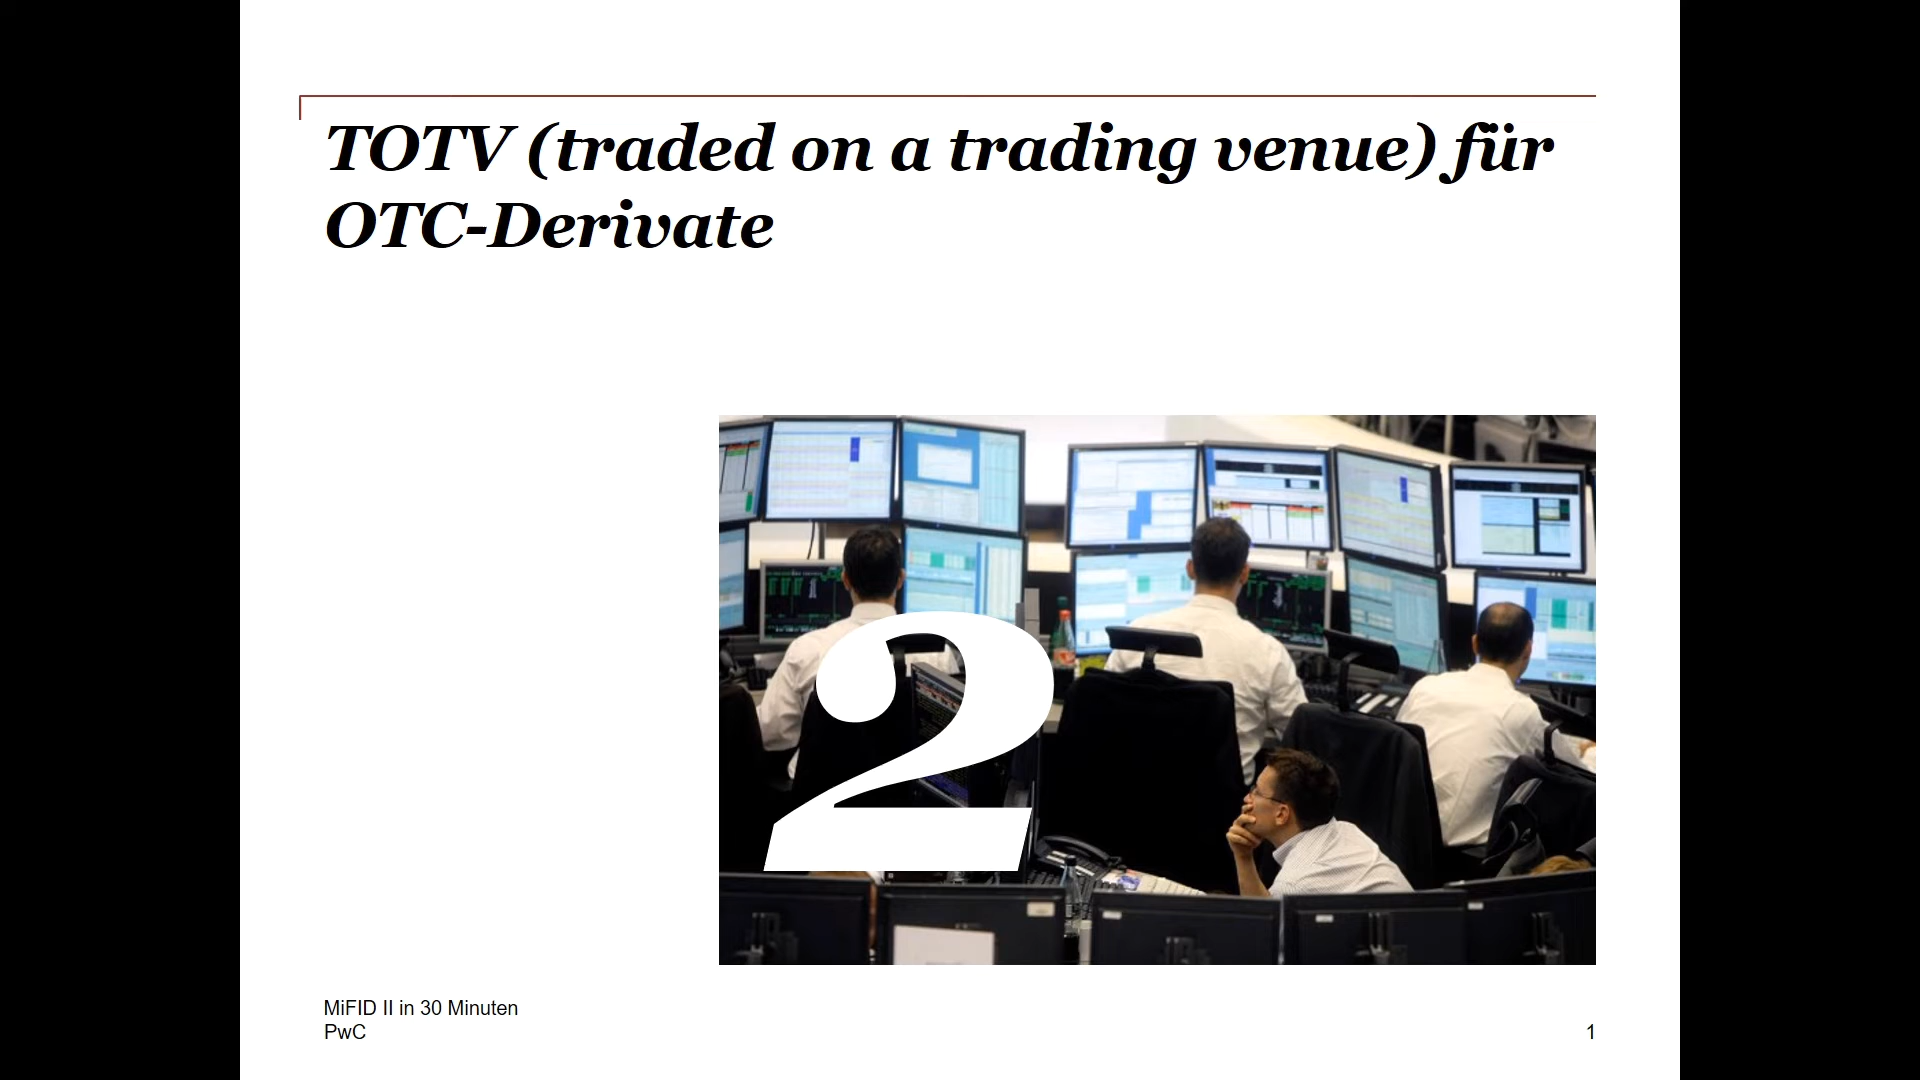 TOTV (traded on a trading venue) für
OTC-Derivate
2
MiFID II in 30 Minuten
PwC
1